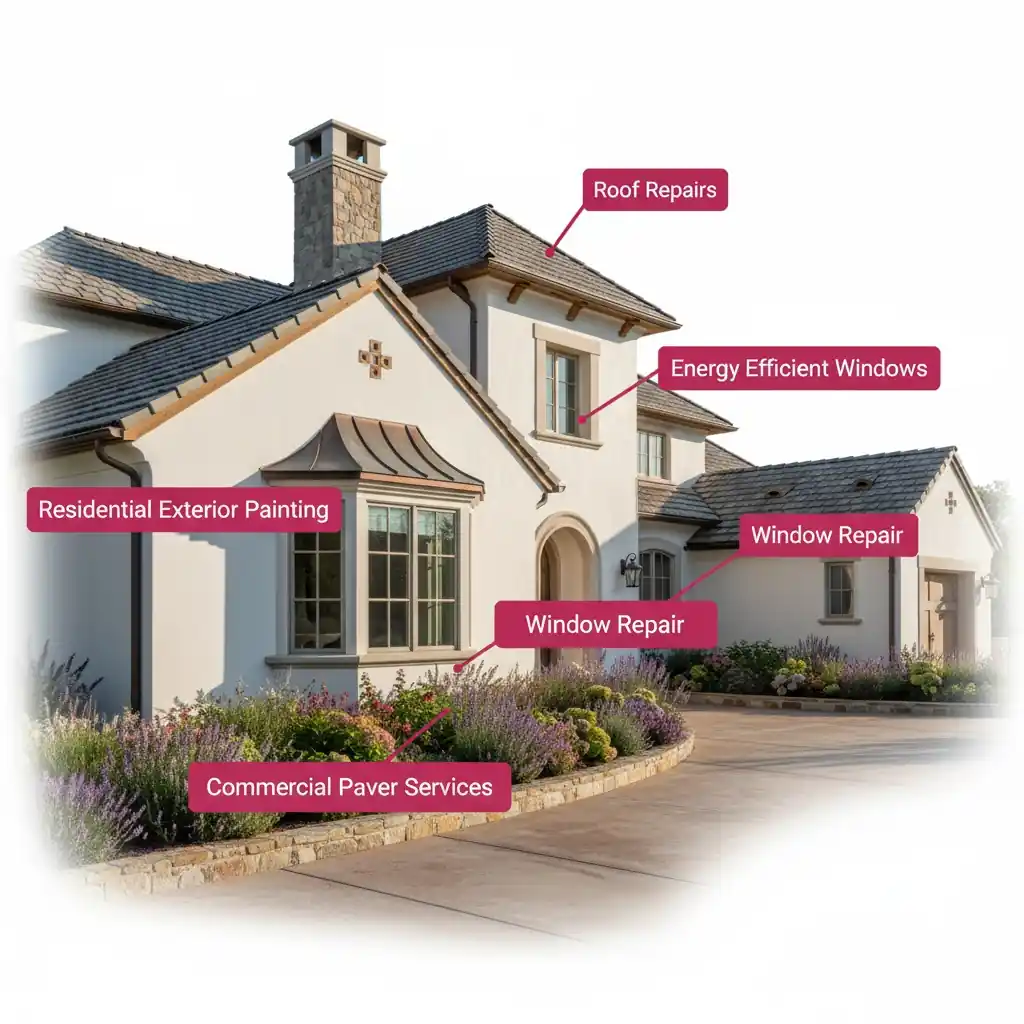 Roof Repairs
Energy Efficient Windows
Residential Exterior Painting
Window Repair
Window Repair
Commercial Paver Services